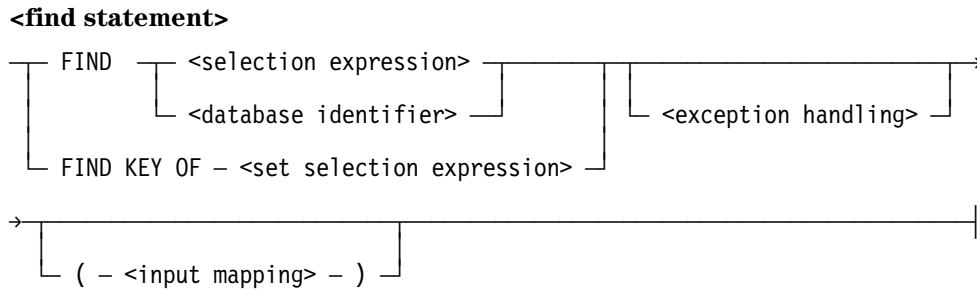 <find statement>
FIND <selection expression>
<database identifier> <exception handling>
FIND KEY OF – <set selection expression>
( – <input mapping> – )